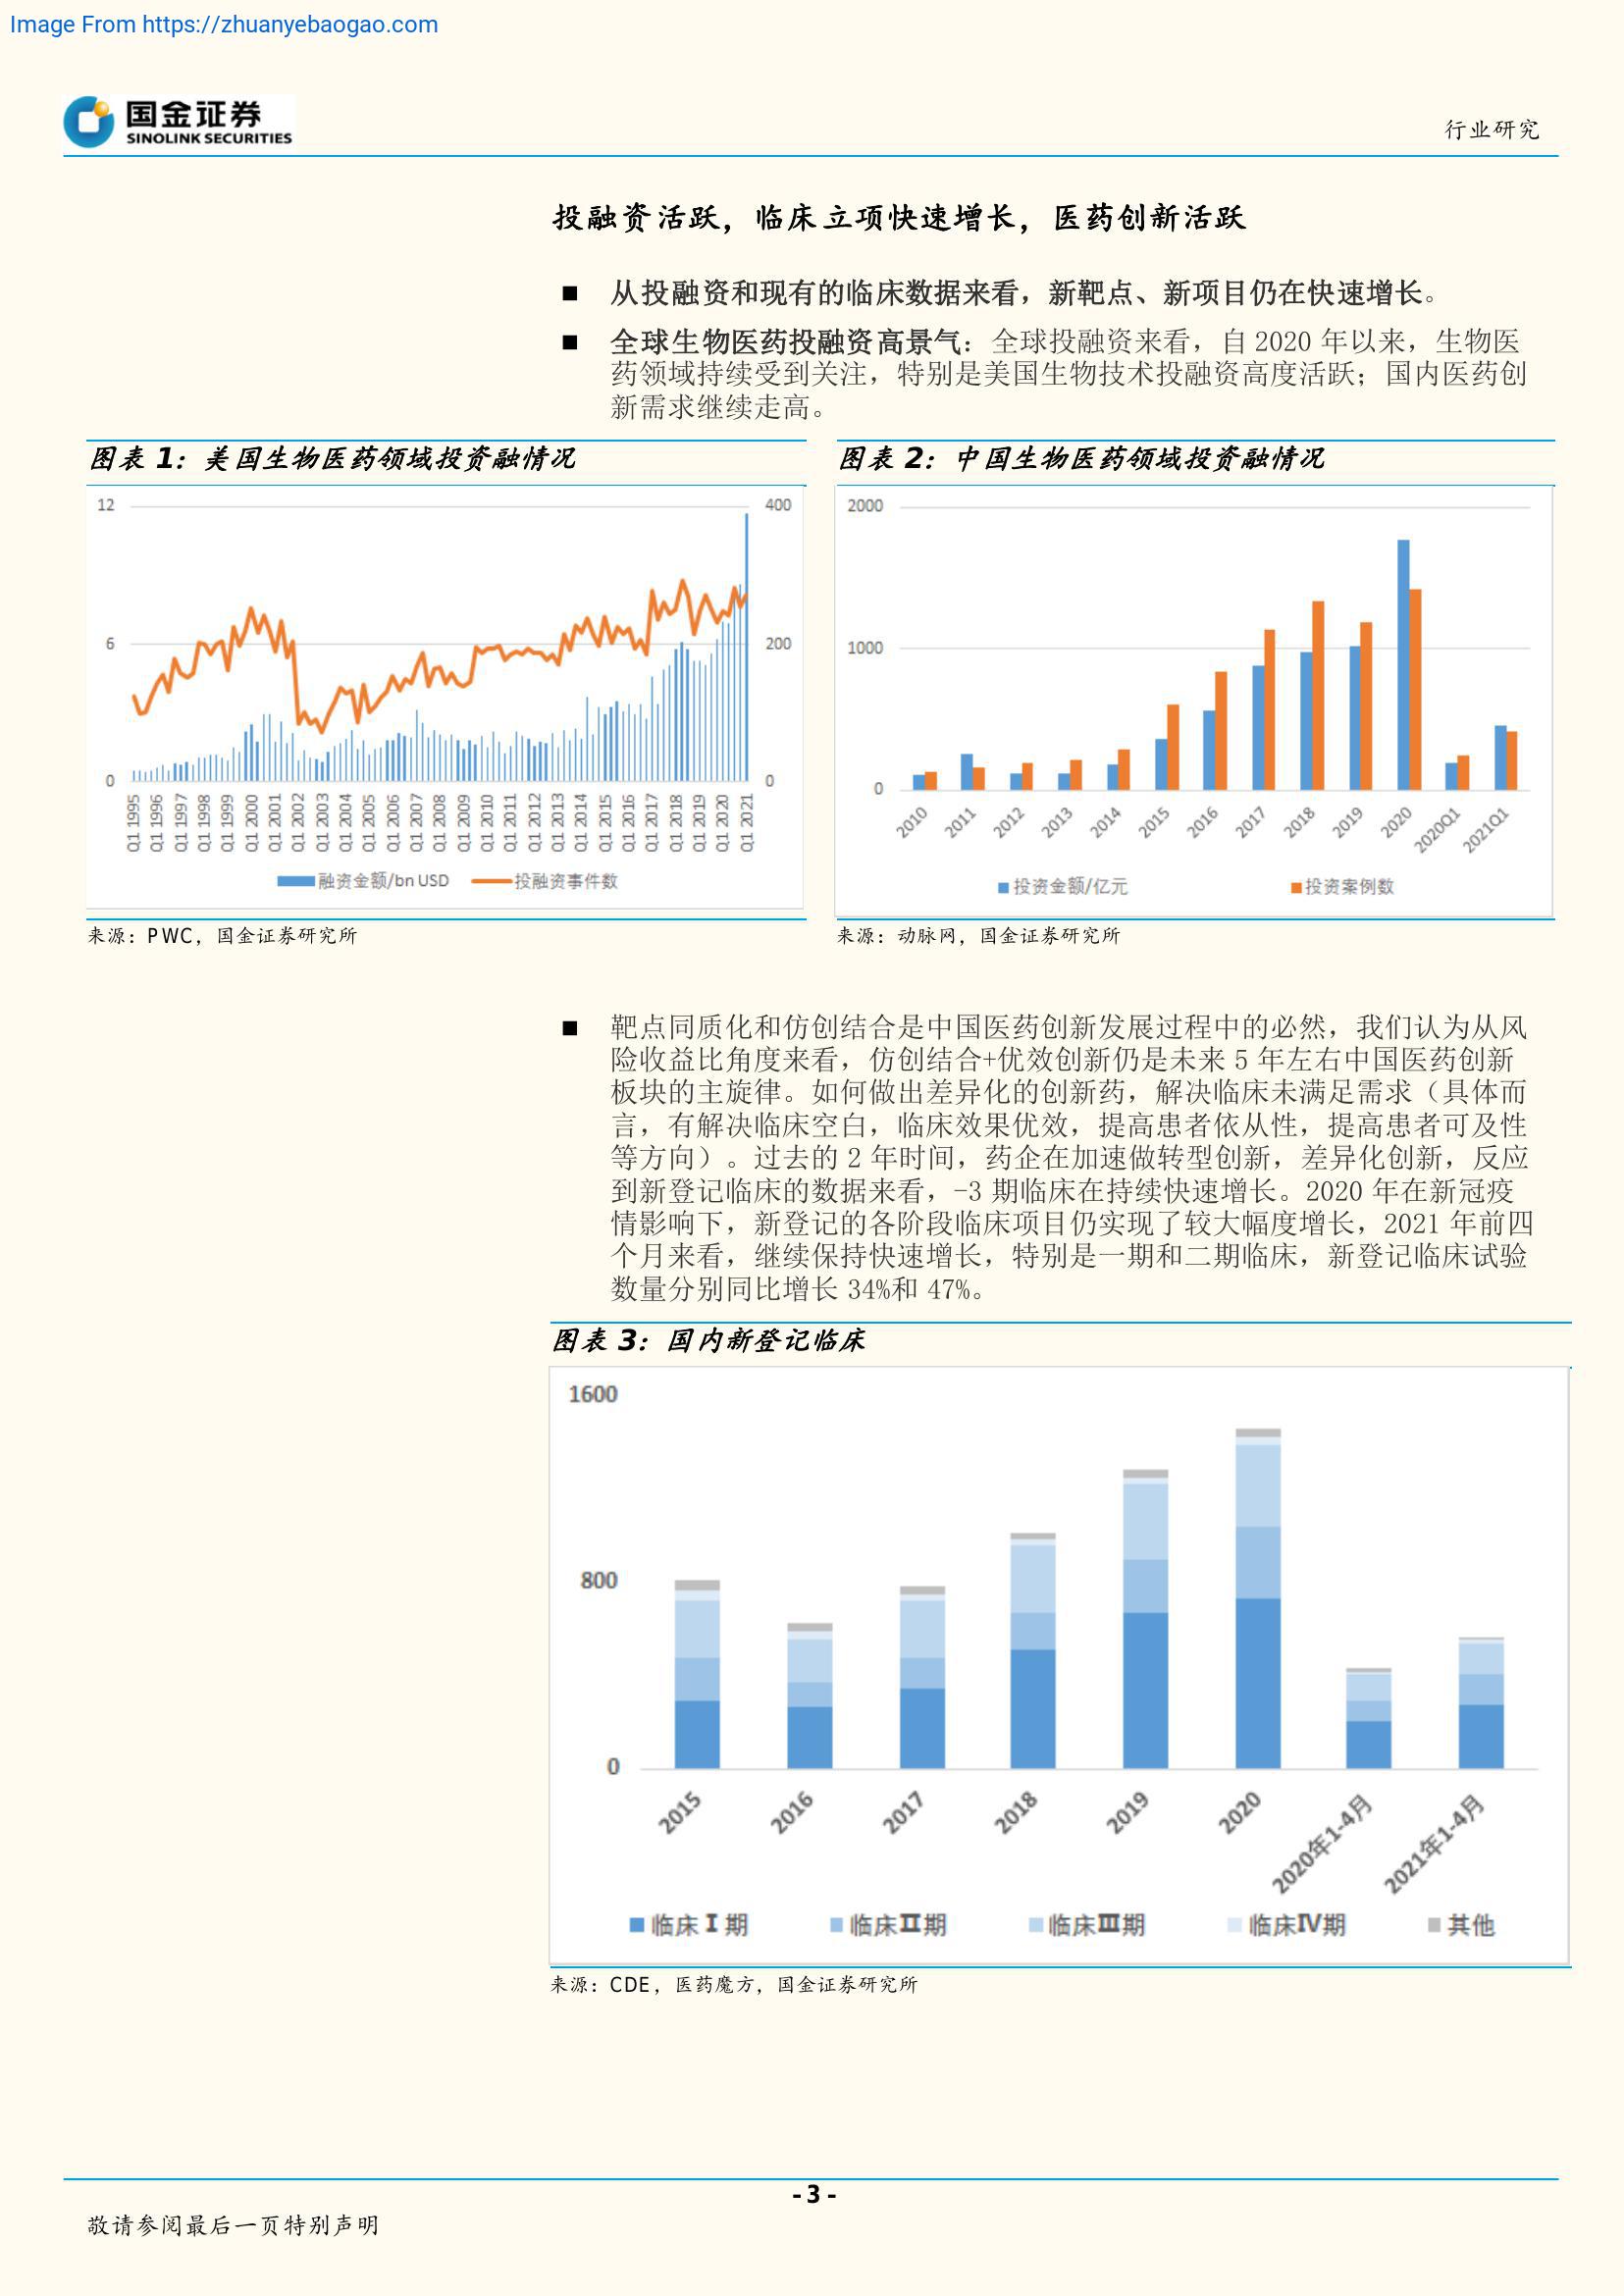 Image From https://zhuanyebaogao.com
国金证券
SINOLINK SECURITIES
行业研究
投融资活跃，临床立项快速增长，医药创新活跃
■ 从投融资和现有的临床数据来看，新靶点、新项目仍在快速增长。
■ 全球生物医药投融资高景气：全球投融资来看，自 2020 年以来，生物医
药领域持续受到关注，特别是美国生物技术投融资高度活跃；国内医药创
新需求继续走高。
图表 1：美国生物医药领域投资融情况
12
400
6
200
0
0
Q1 1995
Q1 1996
Q1 1997
Q1 1998
Q1 1999
Q1 2000
Q1 2001
Q1 2002
Q1 2003
Q1 2004
Q1 2005
Q1 2006
Q1 2007
Q1 2008
Q1 2009
Q1 2010
Q1 2011
Q1 2012
Q1 2013
Q1 2014
Q1 2015
Q1 2016
Q1 2017
Q1 2018
Q1 2019
Q1 2020
Q1 2021
融资金额/bn USD
投融资事件数
来源：PWC，国金证券研究所
图表 2：中国生物医药领域投资融情况
2000
1000
0
2010
2011
2012
2013
2014
2015
2016
2017
2018
2019
2020
2020Q1
2021Q1
投资金额/亿元
投资案例数
来源：动脉网，国金证券研究所
■ 靶点同质化和仿创结合是中国医药创新发展过程中的必然，我们认为从风
险收益比角度来看，仿创结合+优效创新仍是未来 5 年左右中国医药创新
板块的主旋律。如何做出差异化的创新药，解决临床未满足需求（具体而
言，有解决临床空白，临床效果优效，提高患者依从性，提高患者可及性
等方向）。过去的 2 年时间，药企在加速做转型创新，差异化创新，反应
到新登记临床的数据来看，-3 期临床在持续快速增长。2020 年在新冠疫
情影响下，新登记的各阶段临床项目仍实现了较大幅度增长，2021 年前四
个月来看，继续保持快速增长，特别是一期和二期临床，新登记临床试验
数量分别同比增长 34%和 47%。
图表 3：国内新登记临床
1600
800
0
2015
2016
2017
2018
2019
2020
2020年1-4月
2021年1-4月
临床Ⅰ期
临床Ⅱ期
临床Ⅲ期
临床Ⅳ期
其他
来源：CDE，医药魔方，国金证券研究所
- 3 -
敬请参阅最后一页特别声明